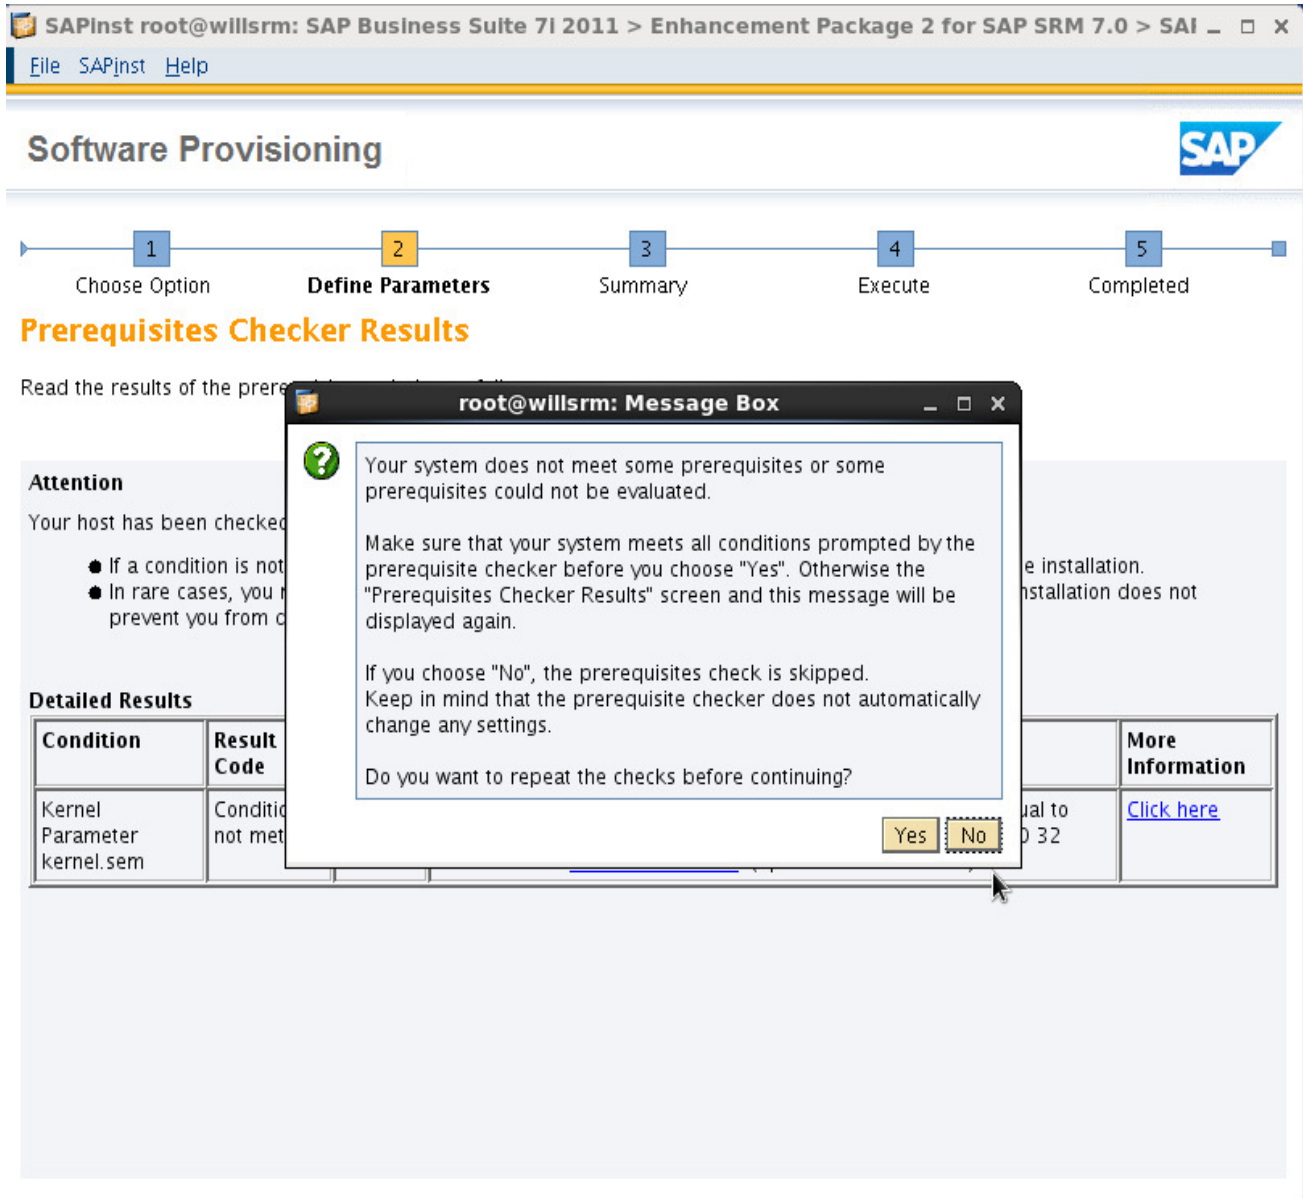 SAPinst root@willsrm: SAP Business Suite 7i 2011 > Enhancement Package 2 for SAP SRM 7.0 >
File SAPinst Help
Software Provisioning
SAP
1 2 3 4 5
Choose Option Define Parameters Summary Execute Completed
Prerequisites Checker Results
Read the results of the
root@willsrm: Message Box
Your system does not meet some prerequisites or some
prerequisites could not be evaluated.
Make sure that your system meets all conditions prompted by the
prerequisite checker before you choose "Yes". Otherwise the
"Prerequisites Checker Results" screen and this message will be
displayed again.
If you choose "No", the prerequisites check is skipped.
Keep in mind that the prerequisite checker does not automatically
change any settings.
Do you want to repeat the checks before continuing?
Yes No
Attention
Your host has been checked
If a condition is not
e installation.
In rare cases, you
installation does not
prevent you from
Detailed Results
Condition Result Code More Information
Kernel Parameter kernel.sem
not met
to
32
Click here